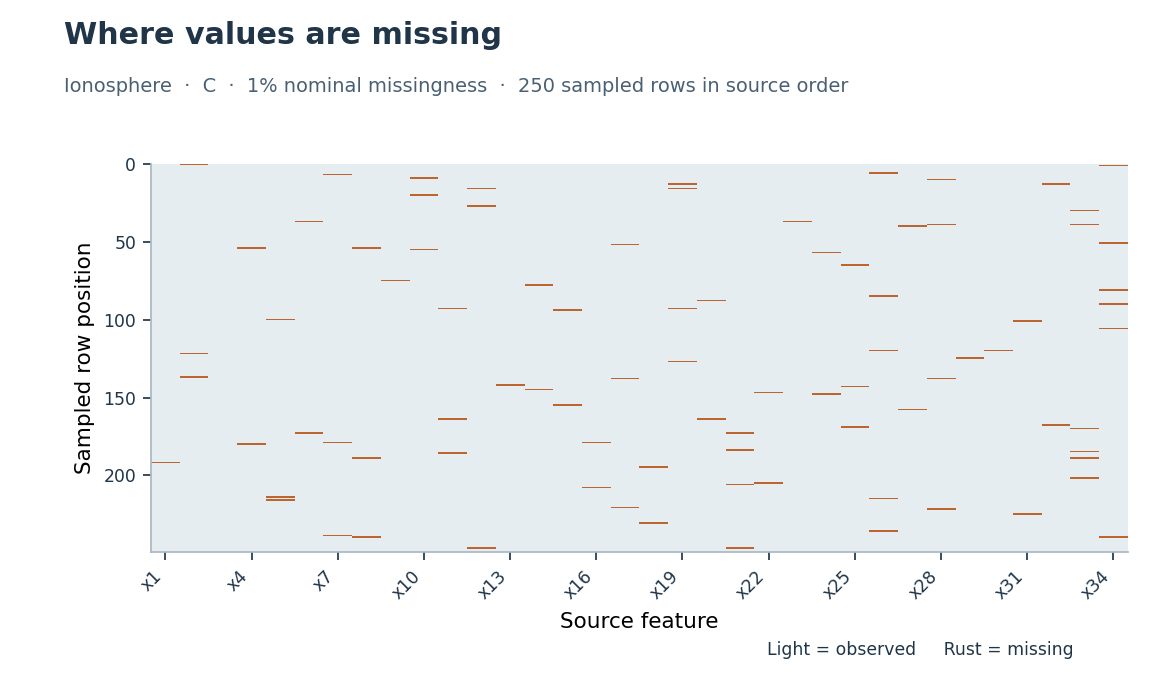 Where values are missing
Ionosphere · C · 1% nominal missingness · 250 sampled rows in source order
0
50
100
150
200
Sampled row position
x1 x4 x7 x10 x13 x16 x19 x22 x25 x28 x31 x34
Source feature
Light = observed Rust = missing